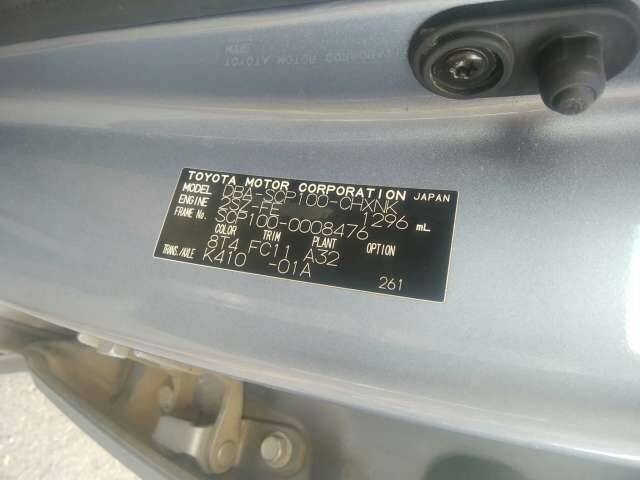 TOYOTA MOTOR CORPORATION JAPAN
MODEL DBA-SCP100-CHXNK
ENGINE 2SZ-FE 1296 mL
FRAME No. SCP100-0008476
COLOR TRIM PLANT OPTION
8T4 FC11 A32
TRANS./AXLE K410 -01A
261